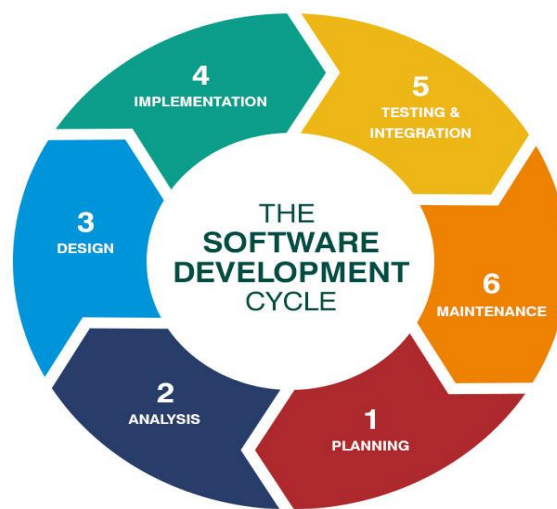 THE
SOFTWARE
DEVELOPMENT
CYCLE
1
PLANNING
2
ANALYSIS
3
DESIGN
4
IMPLEMENTATION
5
TESTING &
INTEGRATION
6
MAINTENANCE